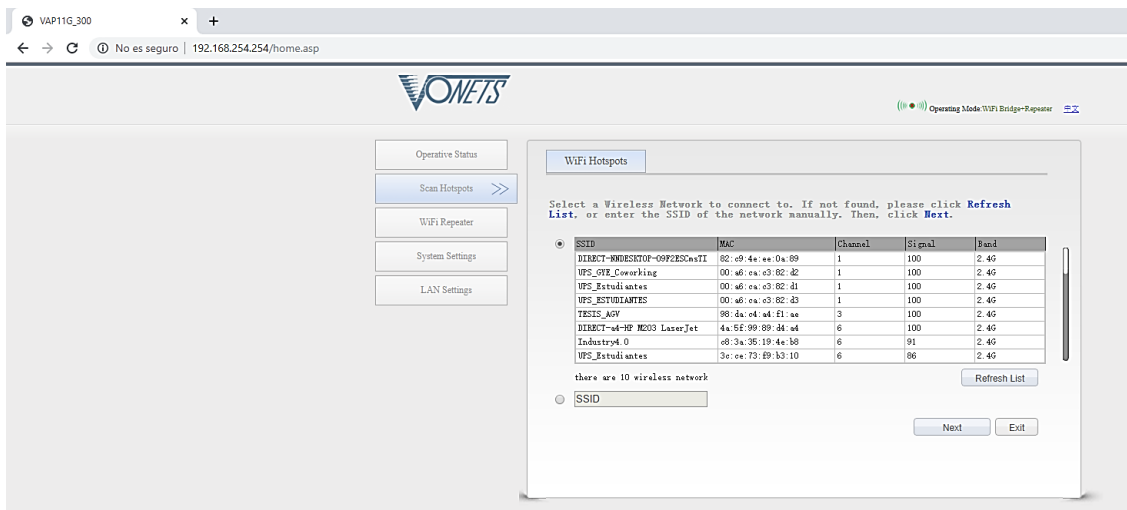 VAP11G_300
No es seguro | 192.168.254.254/home.asp
VONETS
Operating Mode:WiFi Bridge+Repeater 中文
Operative Status
Scan Hotspots
WiFi Repeater
System Settings
LAN Settings
WiFi Hotspots
Select a Wireless Network to connect to. If not found, please click Refresh
List, or enter the SSID of the network manually. Then, click Next.
SSID MAC Channel Signal Band
DIRECT-NNDESKTOP-09F2ESCmsTI 82:c9:4e:ee:0a:89 1 100 2.4G
UPS_GYE_Coworking 00:a6:ca:c3:82:d2 1 100 2.4G
UPS_Estudiantes 00:a6:ca:c3:82:d1 1 100 2.4G
UPS_ESTUDIANTES 00:a6:ca:c3:82:d3 1 100 2.4G
TESIS_AGV 98:da:c4:a4:f1:ae 3 100 2.4G
DIRECT-a4-HP M203 LaserJet 4a:5f:99:89:d4:a4 6 100 2.4G
Industry4.0 c8:3a:35:19:4e:b8 6 91 2.4G
UPS_Estudiantes 3c:ce:73:f9:b3:10 6 86 2.4G
there are 10 wireless network
Refresh List
SSID
Next Exit